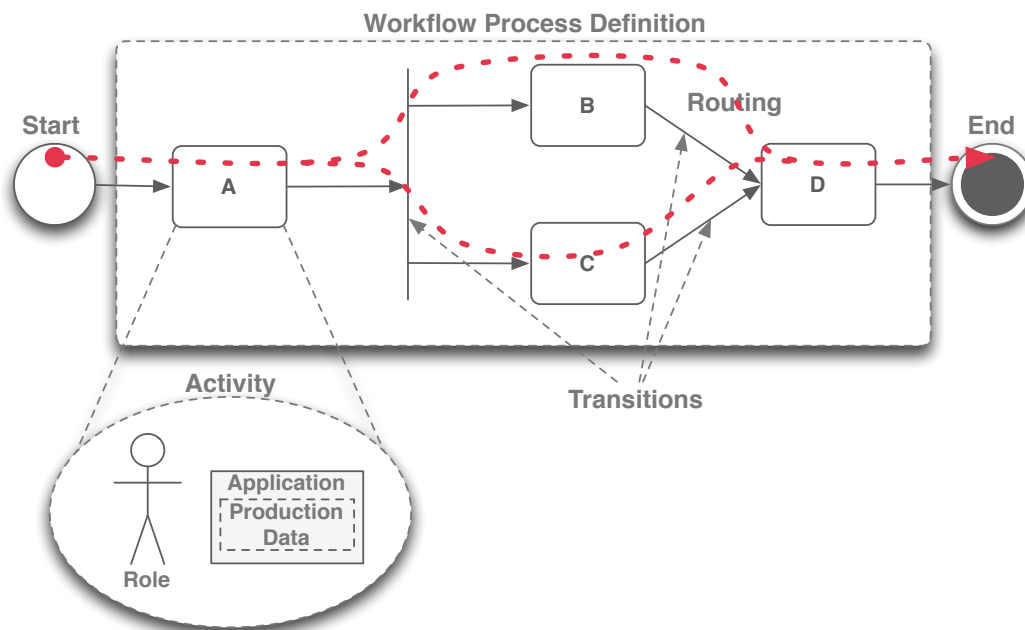 Workflow Process Definition
Start
B
Routing
End
A
D
C
Transitions
Activity
Application
Production
Data
Role